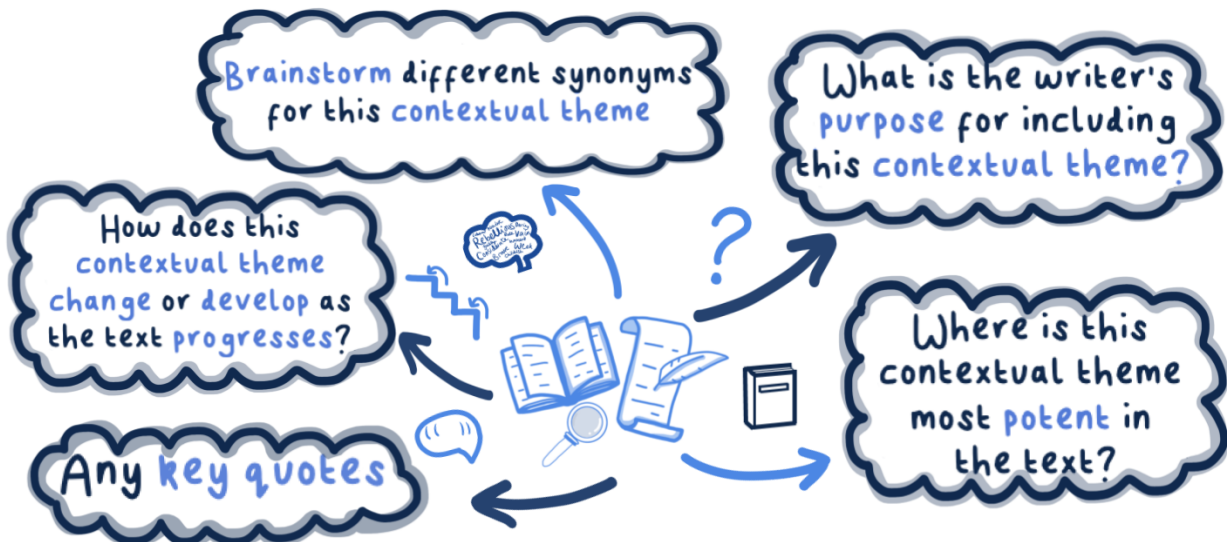 Brainstorm different synonyms
for this contextual theme
What is the writer's
purpose for including
this contextual theme?
How does this
contextual theme
change or develop as
the text progresses?
?
Where is this
contextual theme
most potent in
the text?
Any key quotes